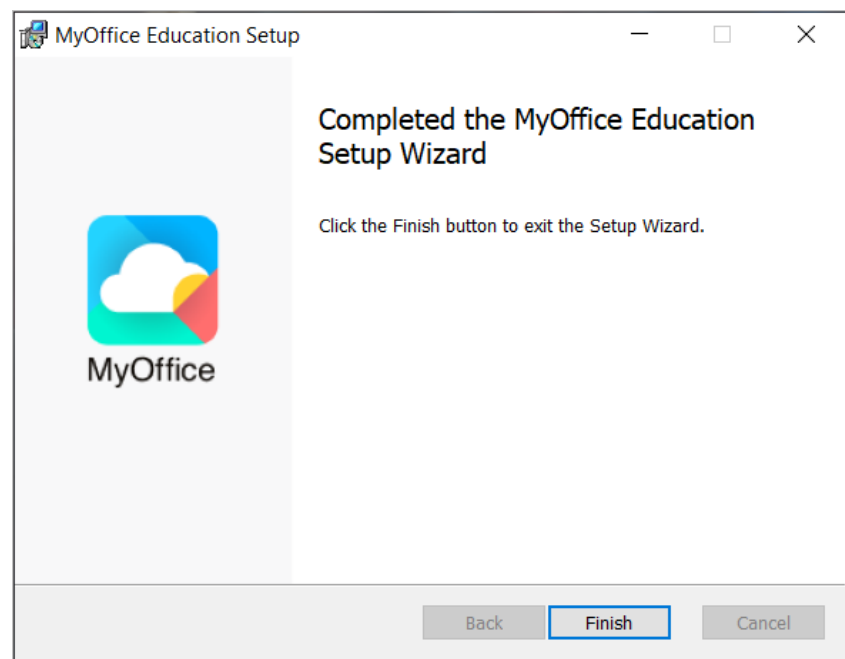 MyOffice Education Setup
Completed the MyOffice Education
Setup Wizard
Click the Finish button to exit the Setup Wizard.
MyOffice
Back
Finish
Cancel